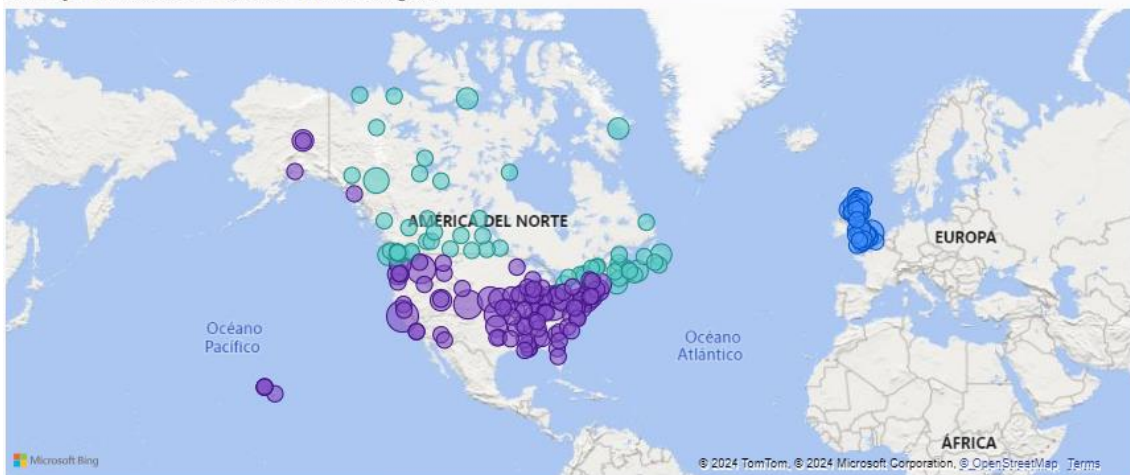 AMÉRICA DEL NORTE
EUROPA
Océano
Pacífico
Océano
Atlántico
ÁFRICA
Microsoft Bing
© 2024 TomTom, © 2024 Microsoft Corporation, © OpenStreetMap Terms